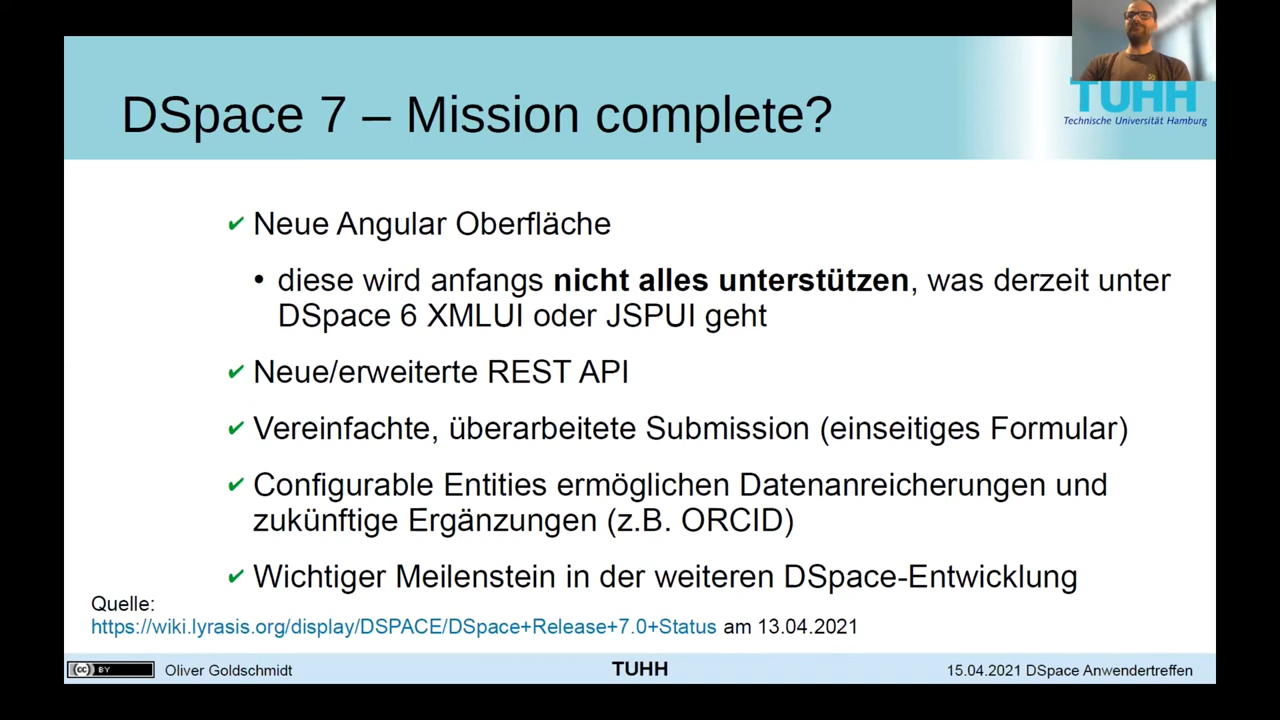 DSpace 7 – Mission complete?
TUHH
Technische Universität Hamburg
✔ Neue Angular Oberfläche
• diese wird anfangs nicht alles unterstützen, was derzeit unter
DSpace 6 XMLUI oder JSPUI geht
✔ Neue/erweiterte REST API
✔ Vereinfachte, überarbeitete Submission (einseitiges Formular)
✔ Configurable Entities ermöglichen Datenanreicherungen und
zukünftige Ergänzungen (z.B. ORCID)
✔ Wichtiger Meilenstein in der weiteren DSpace-Entwicklung
Quelle:
https://wiki.lyrasis.org/display/DSPACE/DSpace+Release+7.0+Status am 13.04.2021
cc BY Oliver Goldschmidt TUHH 15.04.2021 DSpace Anwendertreffen